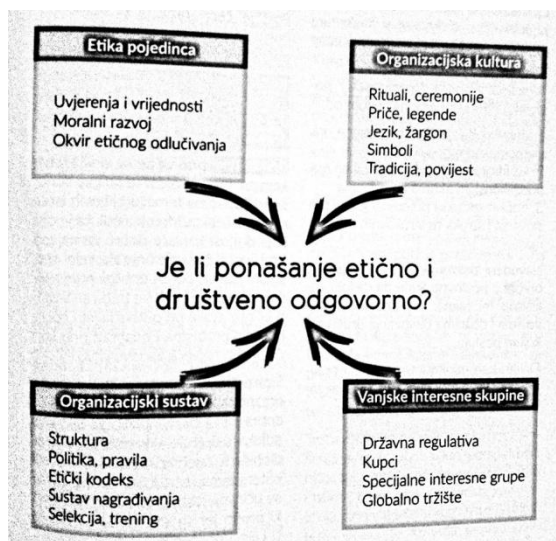 Etika pojedinca
Uvjerenja i vrijednosti
Moralni razvoj
Okvir etičnog odlučivanja
Organizacijska kultura
Rituali, ceremonije
Priče, legende
Jezik, žargon
Simboli
Tradicija, povijest
Je li ponašanje etično i
društveno odgovorno?
Organizacijski sustav
Struktura
Politika, pravila
Etički kodeks
Sustav nagrađivanja
Selekcija, trening
Vanjske interesne skupine
Državna regulativa
Kupci
Specijalne interesne grupe
Globalno tržište